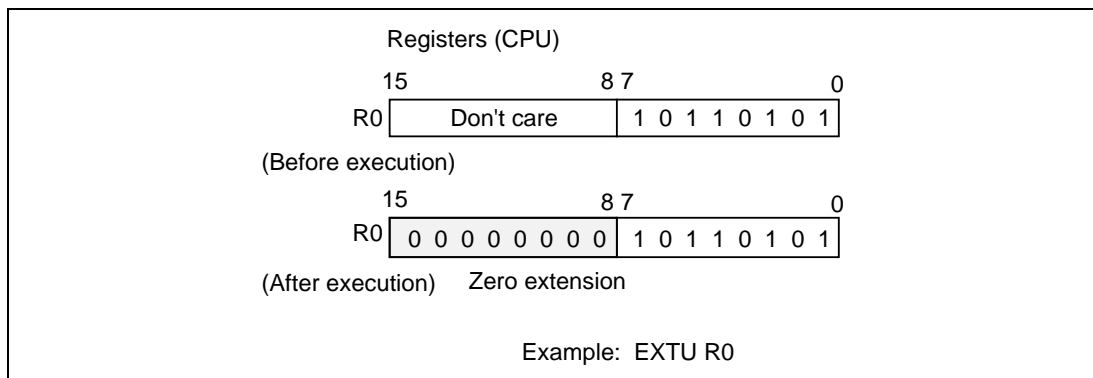 Registers (CPU)
15 8 7 0
R0 Don't care 1 0 1 1 0 1 0 1
(Before execution)
15 8 7 0
R0 0 0 0 0 0 0 0 0 1 0 1 1 0 1 0 1
(After execution) Zero extension
Example: EXTU R0